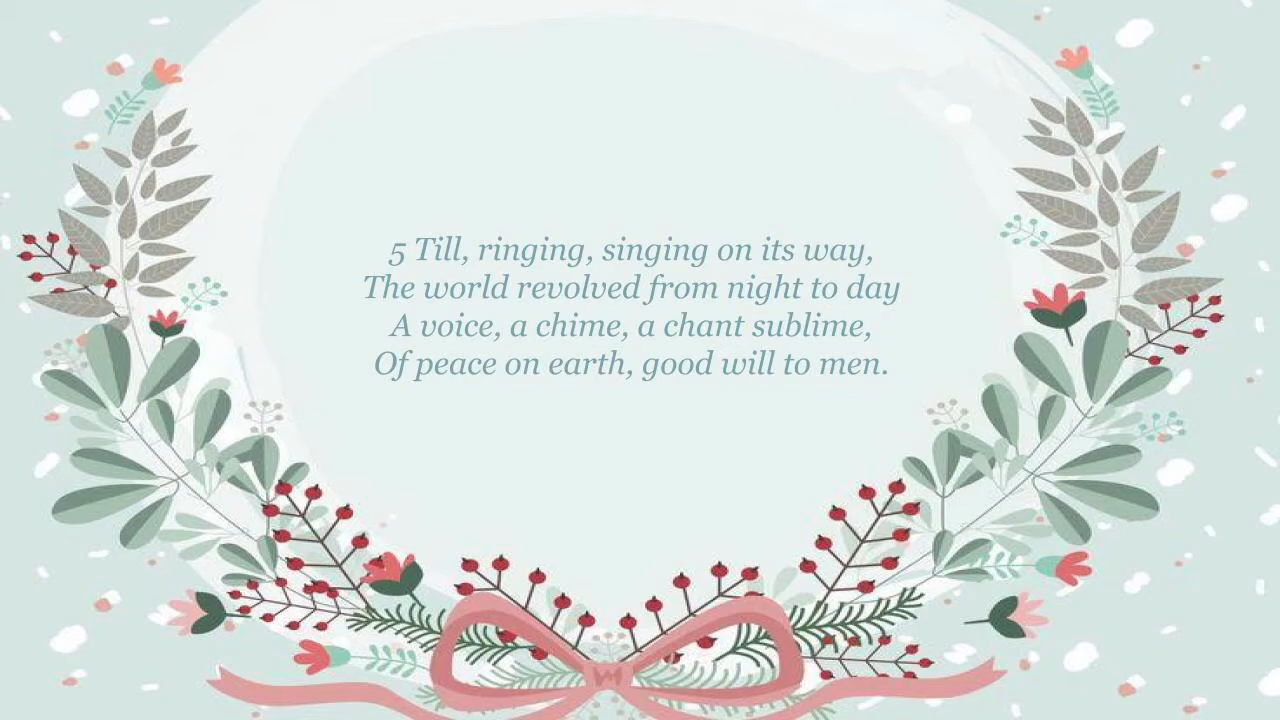 5 Till, ringing, singing on its way,
The world revolved from night to day
A voice, a chime, a chant sublime,
Of peace on earth, good will to men.